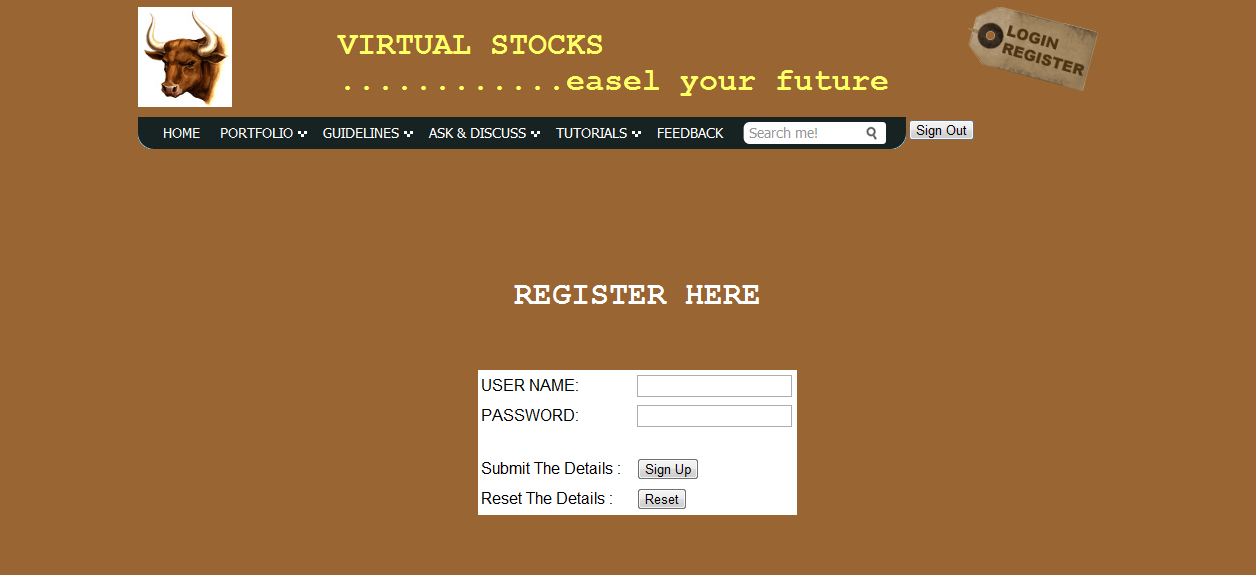 VIRTUAL STOCKS
............easel your future
LOGIN
REGISTER
HOME PORTFOLIO GUIDELINES ASK & DISCUSS TUTORIALS FEEDBACK Search me! Sign Out
REGISTER HERE
USER NAME:
PASSWORD:
Submit The Details : Sign Up
Reset The Details : Reset